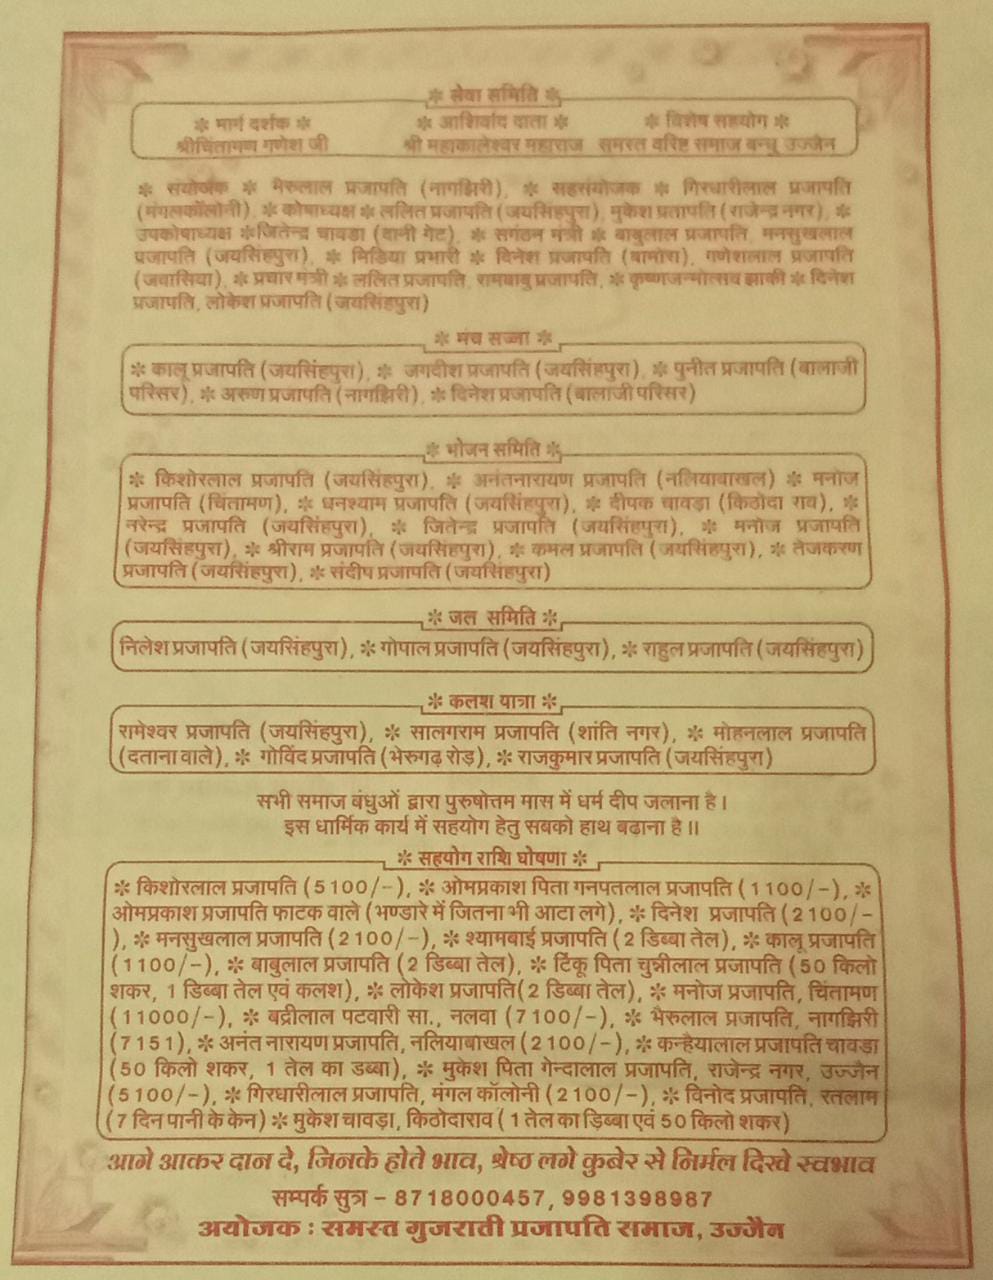 ❇ सेवा समिति ❇
❇ मार्ग दर्शक ❇ ❇ आशिर्वाद दाता ❇ ❇ विशेष सहयोग ❇
श्रीचिंतामण गणेश जी श्री महाकालेश्वर महाराज समस्त वरिष्ठ समाज बन्धु उज्जैन
❇ संयोजक ❇ भेरुलाल प्रजापति (नागझिरी), ❇ सहसंयोजक ❇ गिरधारीलाल प्रजापति
(मंगलकॉलोनी), ❇ कोषाध्यक्ष ❇ ललित प्रजापति (जयसिंहपुरा), मुकेश प्रतापति (राजेन्द्र नगर), ❇
उपकोषाध्यक्ष ❇जितेन्द्र चावड़ा (दानी गेट), ❇ संगठन मंत्री ❇ बाबुलाल प्रजापति, मनसुखलाल
प्रजापति (जयसिंहपुरा), ❇ मिडिया प्रभारी ❇ दिनेश प्रजापति (बामोरा), गणेशलाल प्रजापति
(जवासिया), ❇ प्रचार मंत्री ❇ ललित प्रजापति, रामबाबु प्रजापति, ❇ कृष्णजन्मोत्सव झाकी ❇ दिनेश
प्रजापति, लोकेश प्रजापति (जयसिंहपुरा)
❇ मंच सज्जा ❇
❇ कालू प्रजापति (जयसिंहपुरा), ❇ जगदीश प्रजापति (जयसिंहपुरा), ❇ पुनीत प्रजापति (बालाजी
परिसर), ❇ अरुण प्रजापति (नागझिरी), ❇ दिनेश प्रजापति (बालाजी परिसर)
❇ भोजन समिति ❇
❇ किशोरलाल प्रजापति (जयसिंहपुरा), ❇ अनंतनारायण प्रजापति (नलियाबाखल) ❇ मनोज
प्रजापति (चिंतामण), ❇ धनश्याम प्रजापति (जयसिंहपुरा), ❇ दीपक चावड़ा (किठोदा राव), ❇
नरेन्द्र प्रजापति (जयसिंहपुरा), ❇ जितेन्द्र प्रजापति (जयसिंहपुरा), ❇ मनोज प्रजापति
(जयसिंहपुरा), ❇ श्रीराम प्रजापति (जयसिंहपुरा), ❇ कमल प्रजापति (जयसिंहपुरा), ❇ तेजकरण
प्रजापति (जयसिंहपुरा), ❇ संदीप प्रजापति (जयसिंहपुरा)
❇ जल समिति ❇
निलेश प्रजापति (जयसिंहपुरा), ❇ गोपाल प्रजापति (जयसिंहपुरा), ❇ राहुल प्रजापति (जयसिंहपुरा)
❇ कलश यात्रा ❇
रामेश्वर प्रजापति (जयसिंहपुरा), ❇ सालगराम प्रजापति (शांति नगर), ❇ मोहनलाल प्रजापति
(दताना वाले), ❇ गोविंद प्रजापति (भेरुगढ़ रोड़), ❇ राजकुमार प्रजापति (जयसिंहपुरा)
सभी समाज बंधुओं द्वारा पुरुषोत्तम मास में धर्म दीप जलाना है।
इस धार्मिक कार्य में सहयोग हेतु सबको हाथ बढ़ाना है॥
❇ सहयोग राशि घोषणा ❇
❇ किशोरलाल प्रजापति (5100/-), ❇ ओमप्रकाश पिता गनपतलाल प्रजापति (1100/-), ❇
ओमप्रकाश प्रजापति फाटक वाले (भण्डारे में जितना भी आटा लगे), ❇ दिनेश प्रजापति (2100/-
), ❇ मनसुखलाल प्रजापति (2100/-), ❇ श्यामबाई प्रजापति (2 डिब्बा तेल), ❇ कालू प्रजापति
(1100/-), ❇ बाबुलाल प्रजापति (2 डिब्बा तेल), ❇ टिंकू पिता चुन्नीलाल प्रजापति (50 किलो
शकर, 1 डिब्बा तेल एवं कलश), ❇ लोकेश प्रजापति(2 डिब्बा तेल), ❇ मनोज प्रजापति, चिंतामण
(11000/-), ❇ बद्रीलाल पटवारी सा., नलवा (7100/-), ❇ भेरुलाल प्रजापति, नागझिरी
(7151), ❇ अनंत नारायण प्रजापति, नलियाबाखल (2100/-), ❇ कन्हैयालाल प्रजापति चावडा
(50 किलो शकर, 1 तेल का डब्बा), ❇ मुकेश पिता गेन्दालाल प्रजापति, राजेन्द्र नगर, उज्जैन
(5100/-), ❇ गिरधारीलाल प्रजापति, मंगल कॉलोनी (2100/-), ❇ विनोद प्रजापति, रतलाम
(7 दिन पानी के केन) ❇ मुकेश चावड़ा, किठोदाराव (1 तेल का ड़िब्बा एवं 50 किलो शकर)
आगे आकर दान दे, जिनके होते भाव, श्रेष्ठ लगे कुबेर से निर्मल दिखे स्वभाव
सम्पर्क सुत्र – 8718000457, 9981398987
अयोजक : समस्त गुजराती प्रजापति समाज, उज्जैन